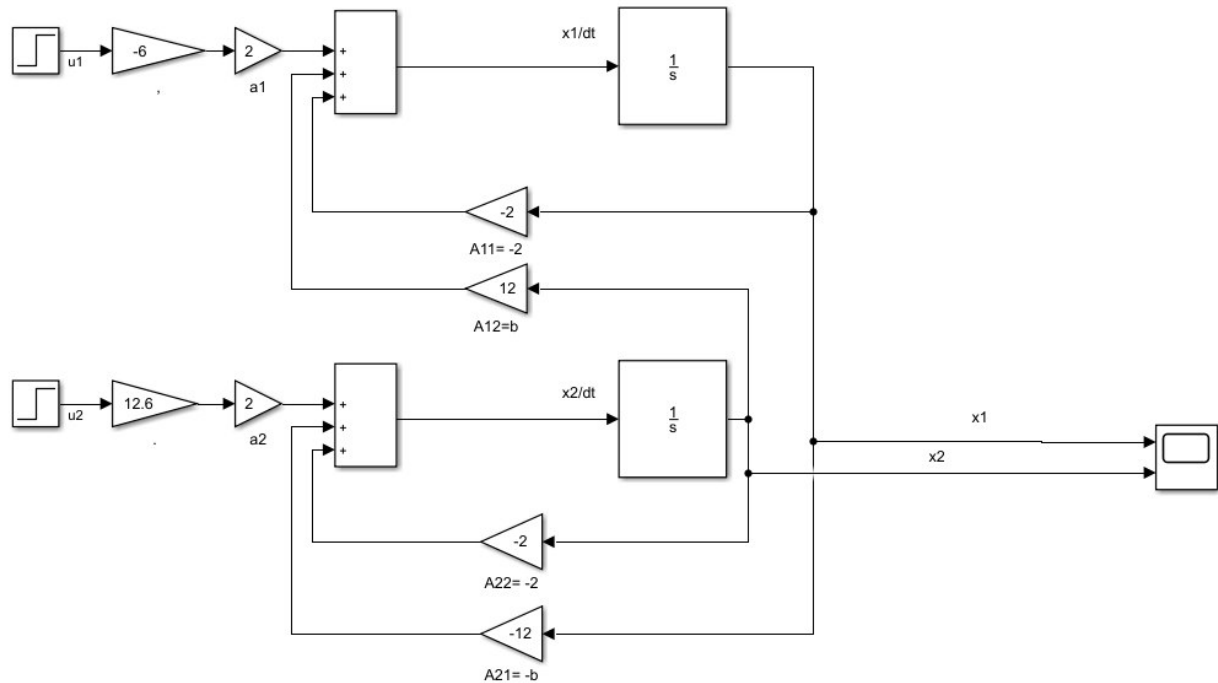 u1
-6
,
2
a1
+
+
+
x1/dt
1
s
-2
A11= -2
12
A12=b
u2
12.6
.
2
a2
+
+
+
x2/dt
1
s
x1
x2
-2
A22= -2
-12
A21= -b